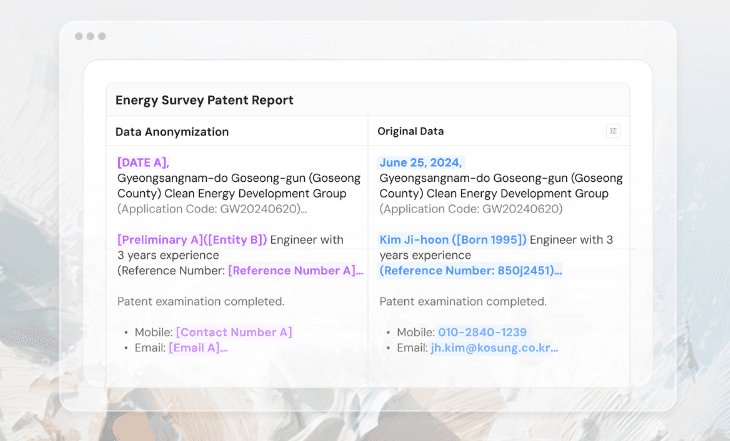 Energy Survey Patent Report
Data Anonymization
[DATE A],
Gyeongsangnam-do Goseong-gun (Goseong
County) Clean Energy Development Group
(Application Code: GW20240620)...
[Preliminary A]([Entity B]) Engineer with
3 years experience
(Reference Number: [Reference Number A]...
Patent examination completed.
• Mobile: [Contact Number A]
• Email: [Email A]...
Original Data
June 25, 2024,
Gyeongsangnam-do Goseong-gun (Goseong
County) Clean Energy Development Group
(Application Code: GW20240620)
Kim Ji-hoon ([Born 1995]) Engineer with 3
years experience
(Reference Number: 850j2451)...
Patent examination completed.
• Mobile: 010-2840-1239
• Email: jh.kim@kosung.co.kr...